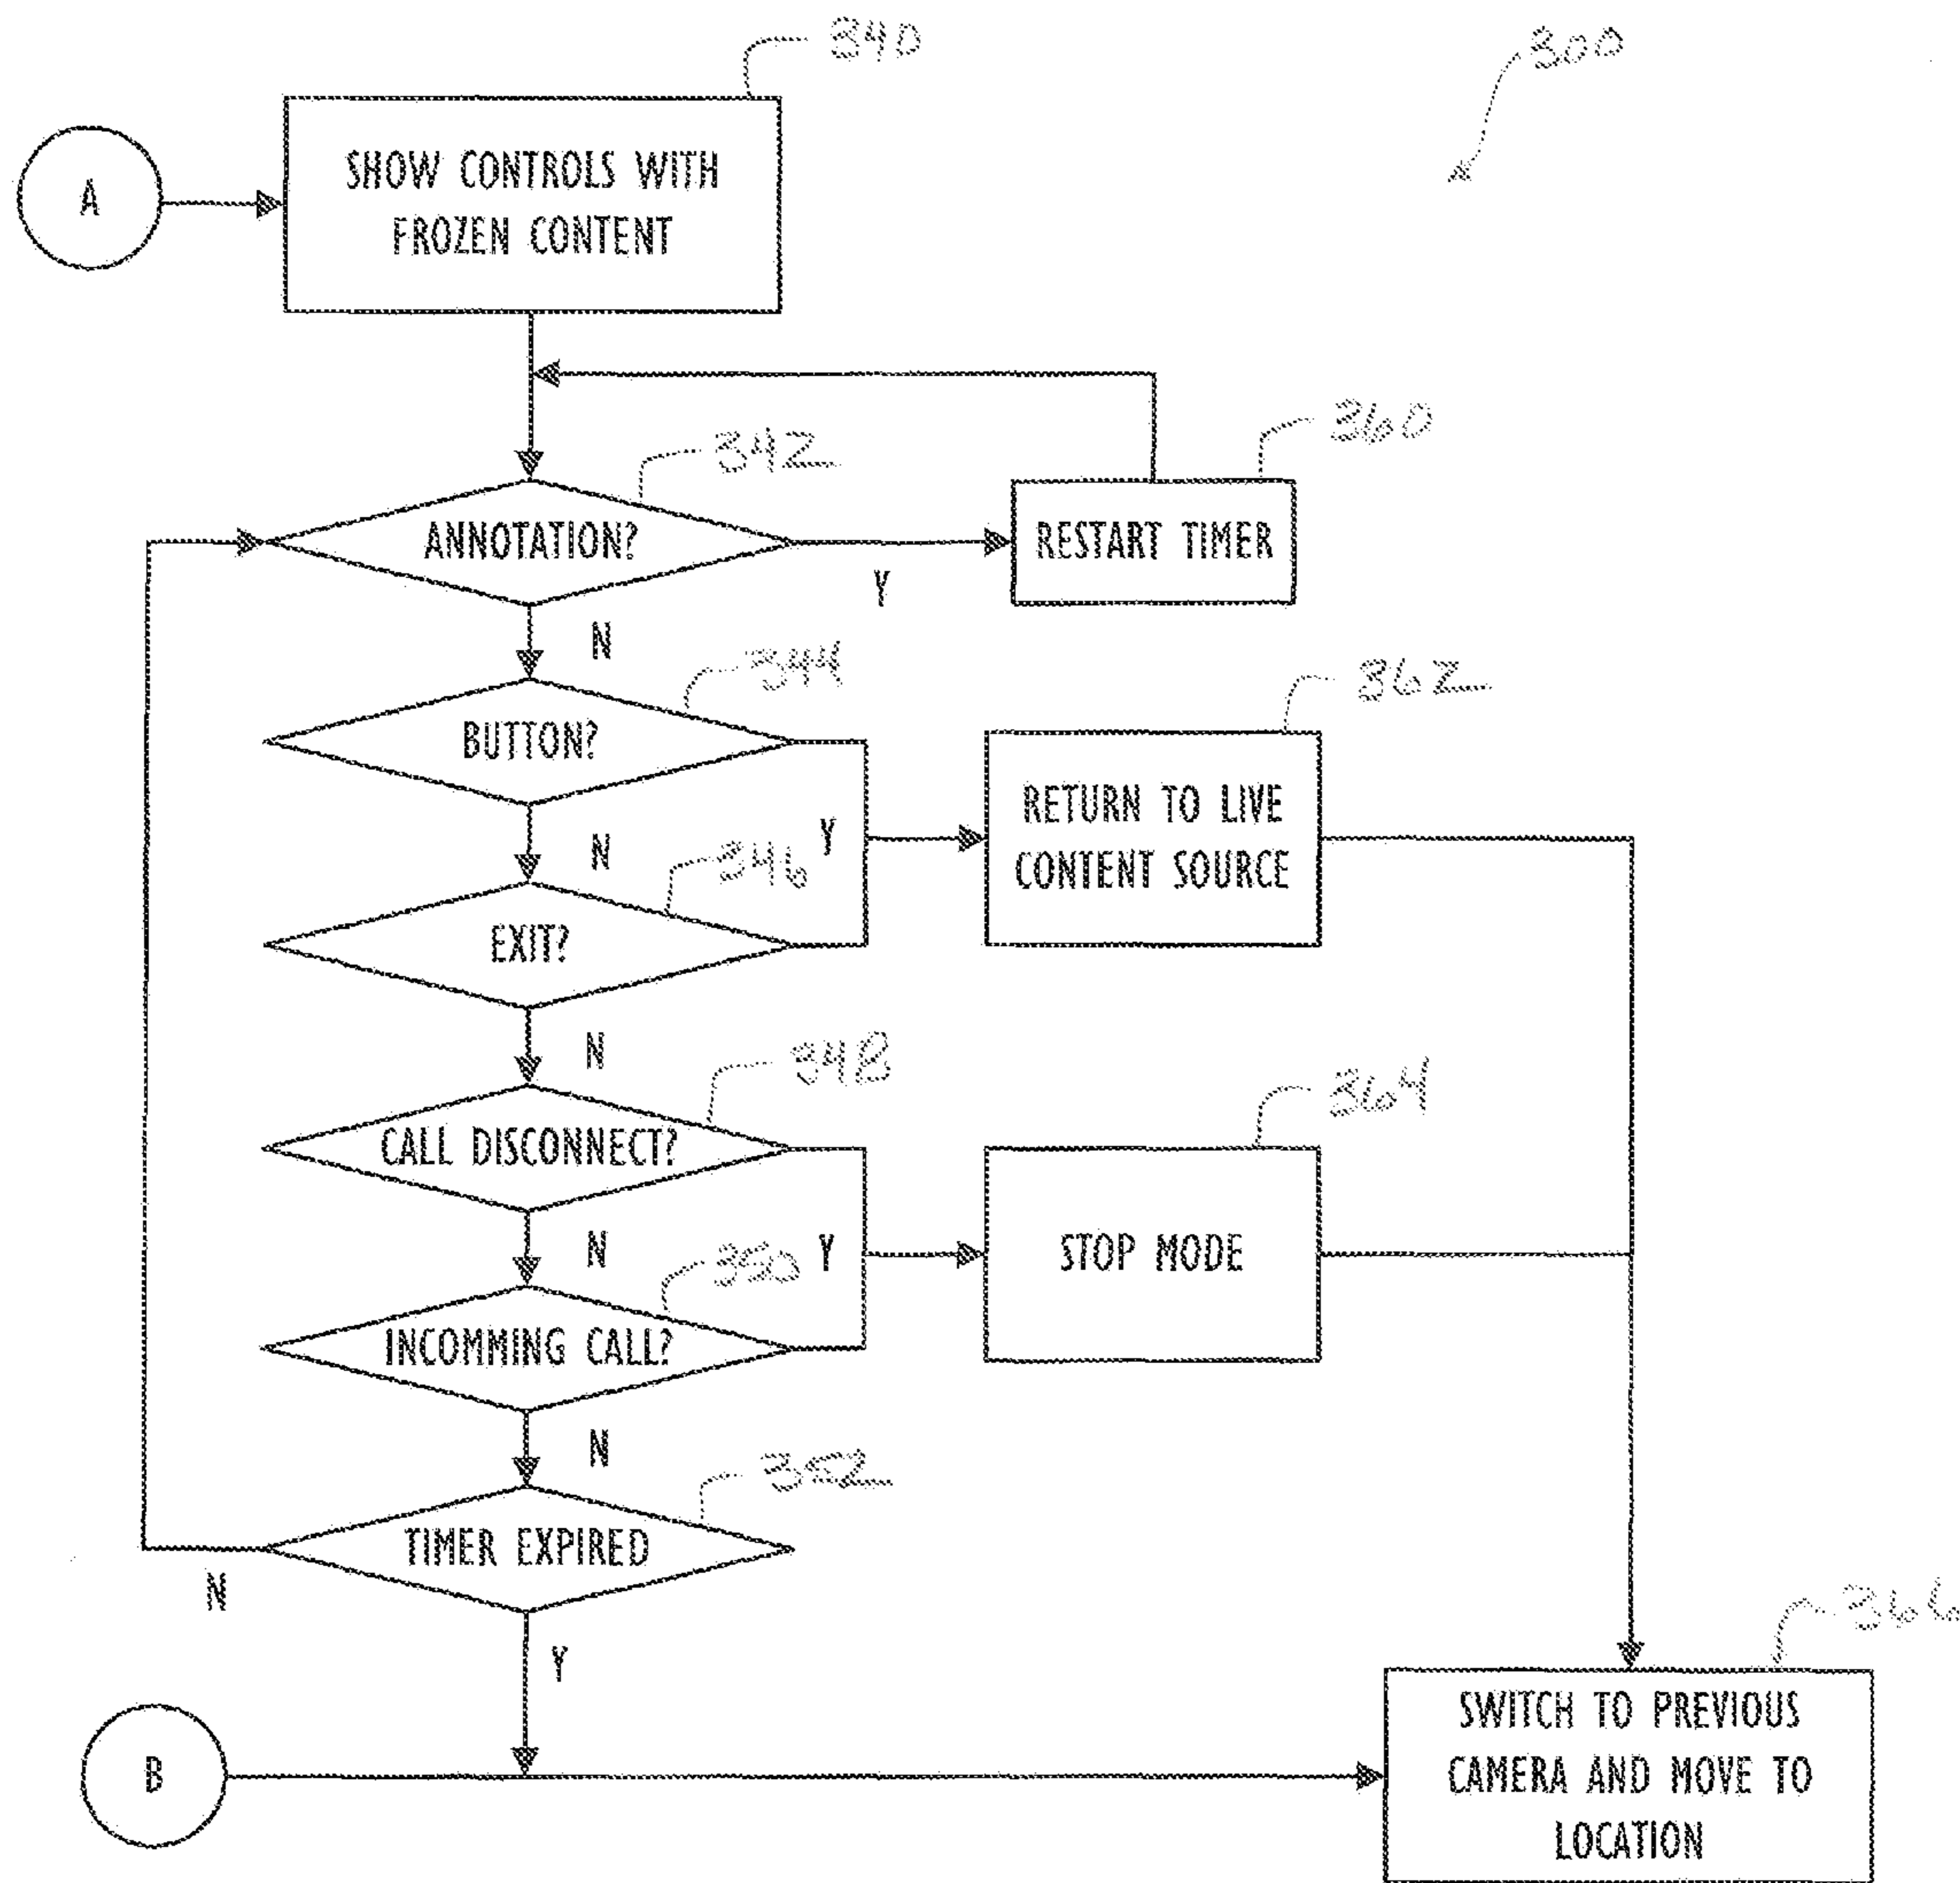 340
300
A
SHOW CONTROLS WITH
FROZEN CONTENT
342
360
ANNOTATION?
Y
RESTART TIMER
N
344
362
BUTTON?
N
346
Y
RETURN TO LIVE
CONTENT SOURCE
EXIT?
N
348
364
CALL DISCONNECT?
N
350
Y
STOP MODE
INCOMMING CALL?
N
352
TIMER EXPIRED
N
Y
366
B
SWITCH TO PREVIOUS
CAMERA AND MOVE TO
LOCATION